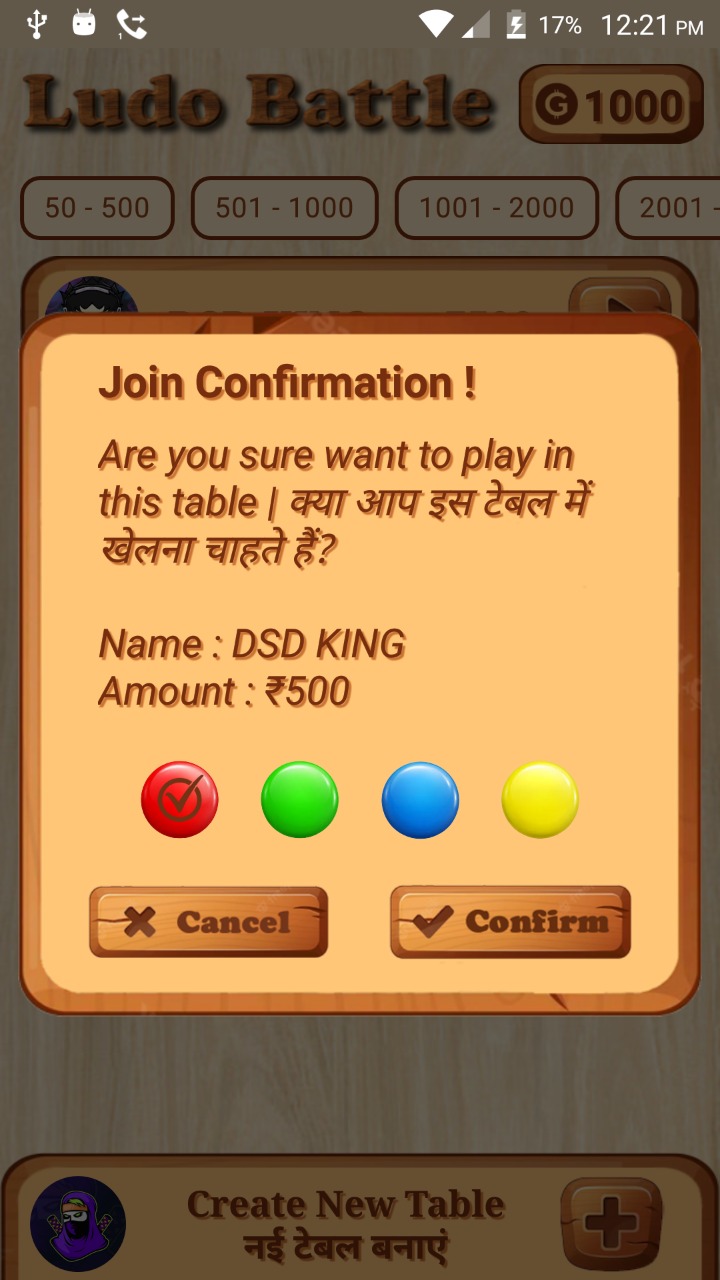 1
17%
12:21 PM
Ludo Battle
G 1000
50 - 500
501 - 1000
1001 - 2000
2001 -
Join Confirmation !
Are you sure want to play in
this table | क्या आप इस टेबल में
खेलना चाहते हैं?
Name : DSD KING
Amount : ₹500
Cancel
Confirm
Create New Table
नई टेबल बनाएं